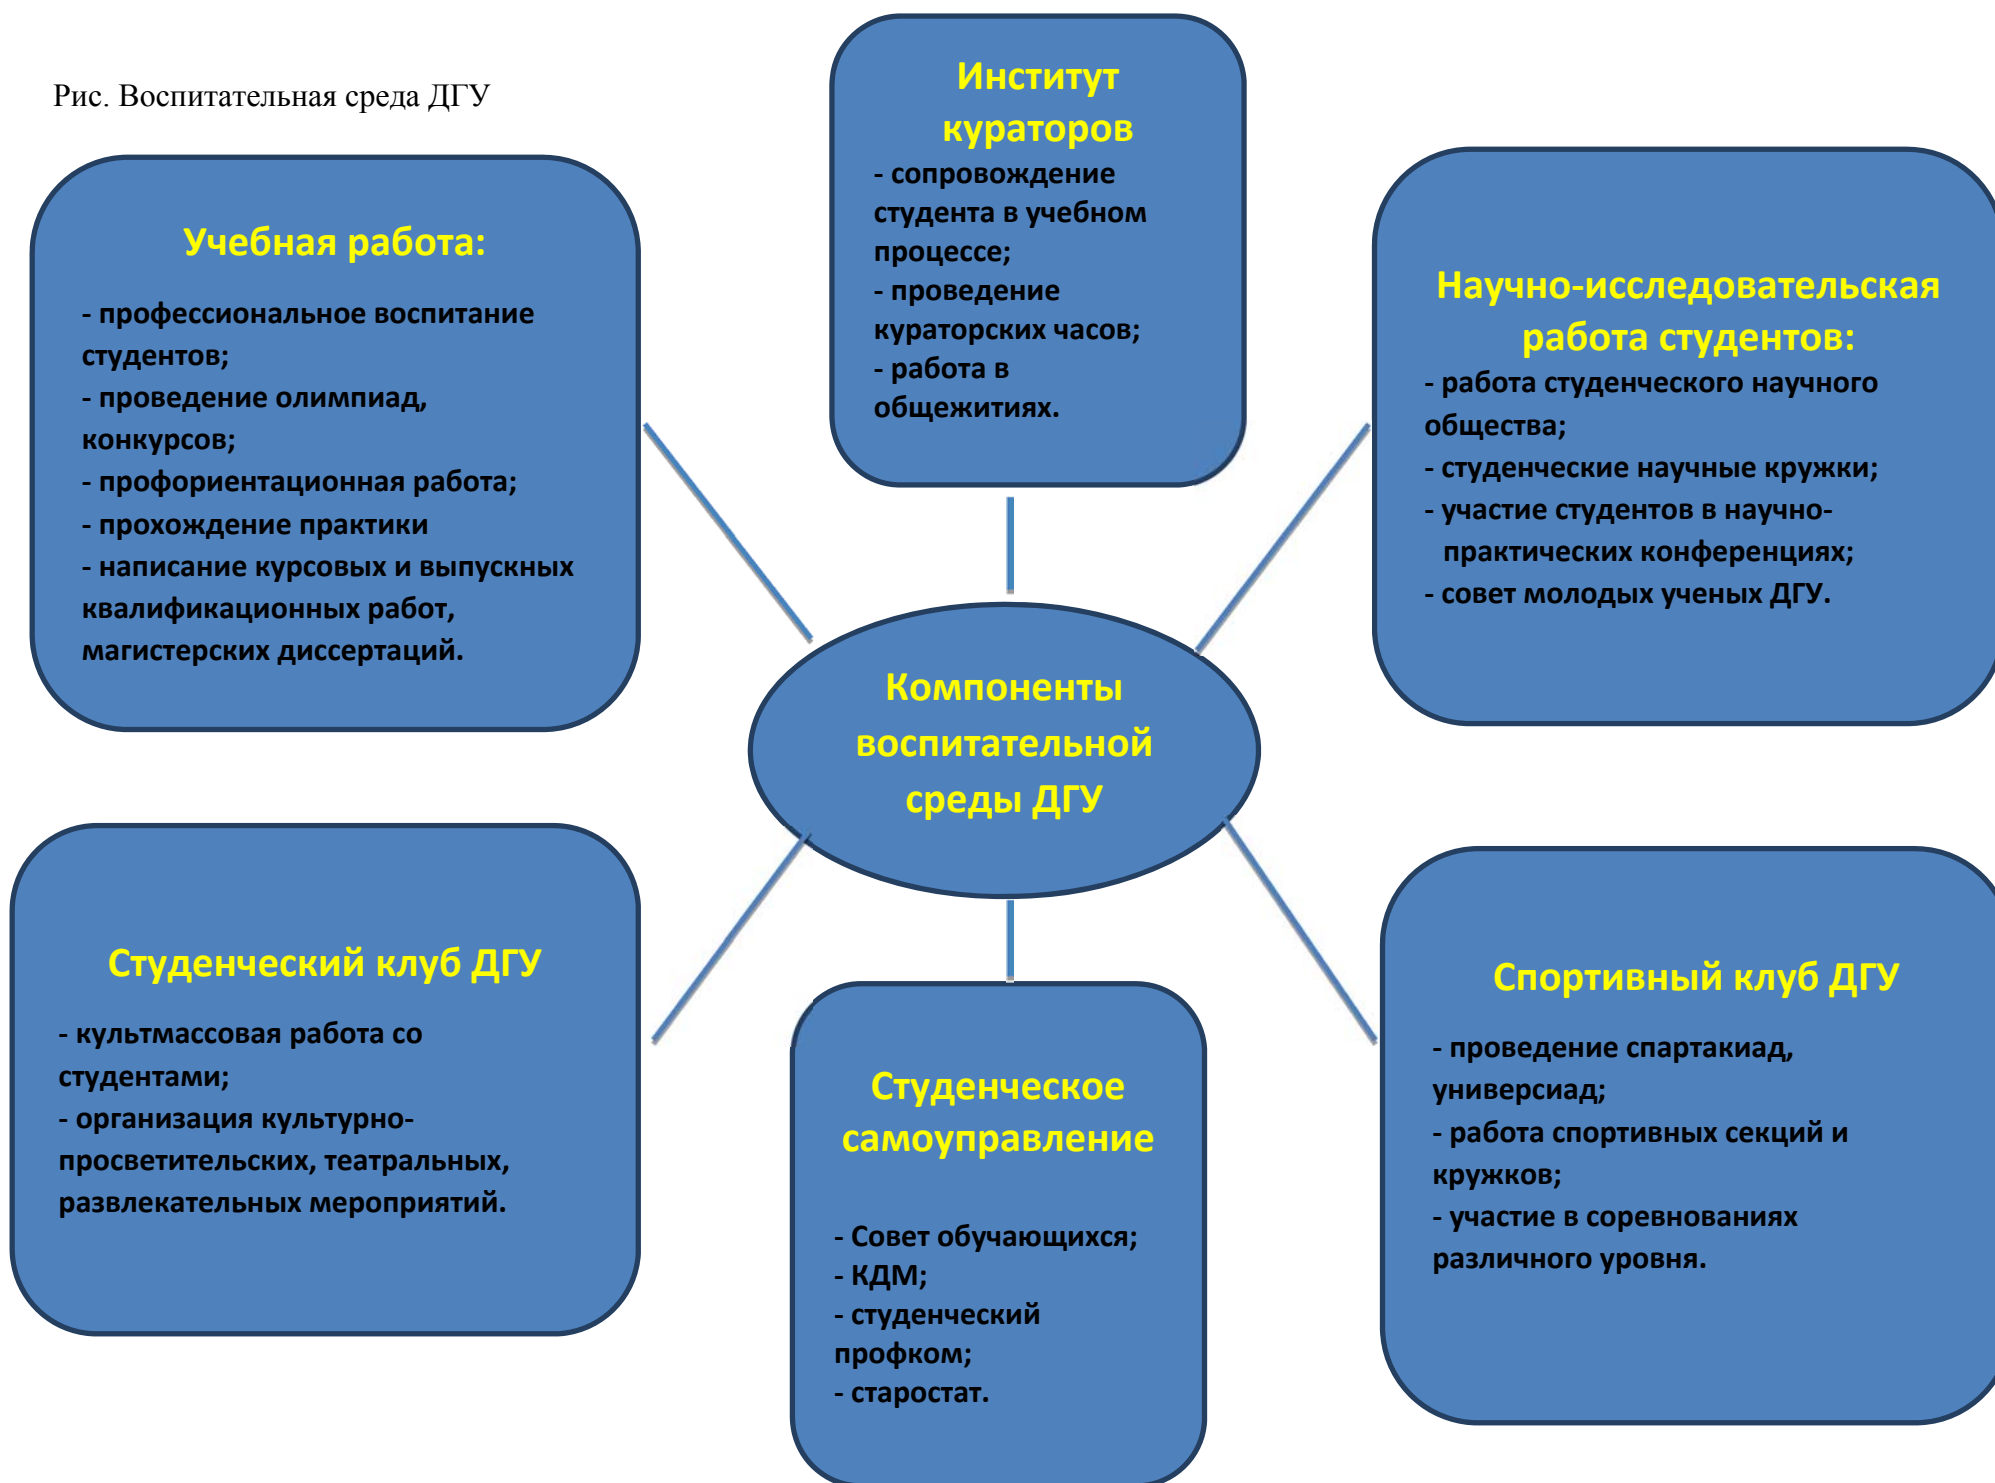 Рис. Воспитательная среда ДГУ
Институт
кураторов
- сопровождение
студента в учебном
процессе;
- проведение
кураторских часов;
- работа в
общежитиях.
Учебная работа:
- профессиональное воспитание
студентов;
- проведение олимпиад,
конкурсов;
- профориентационная работа;
- прохождение практики
- написание курсовых и выпускных
квалификационных работ,
магистерских диссертаций.
Научно-исследовательская
работа студентов:
- работа студенческого научного
общества;
- студенческие научные кружки;
- участие студентов в научно-
практических конференциях;
- совет молодых ученых ДГУ.
Компоненты
воспитательной
среды ДГУ
Студенческий клуб ДГУ
- культмассовая работа со
студентами;
- организация культурно-
просветительских, театральных,
развлекательных мероприятий.
Студенческое
самоуправление
- Совет обучающихся;
- КДМ;
- студенческий
профком;
- старостат.
Спортивный клуб ДГУ
- проведение спартакиад,
универсиад;
- работа спортивных секций и
кружков;
- участие в соревнованиях
различного уровня.